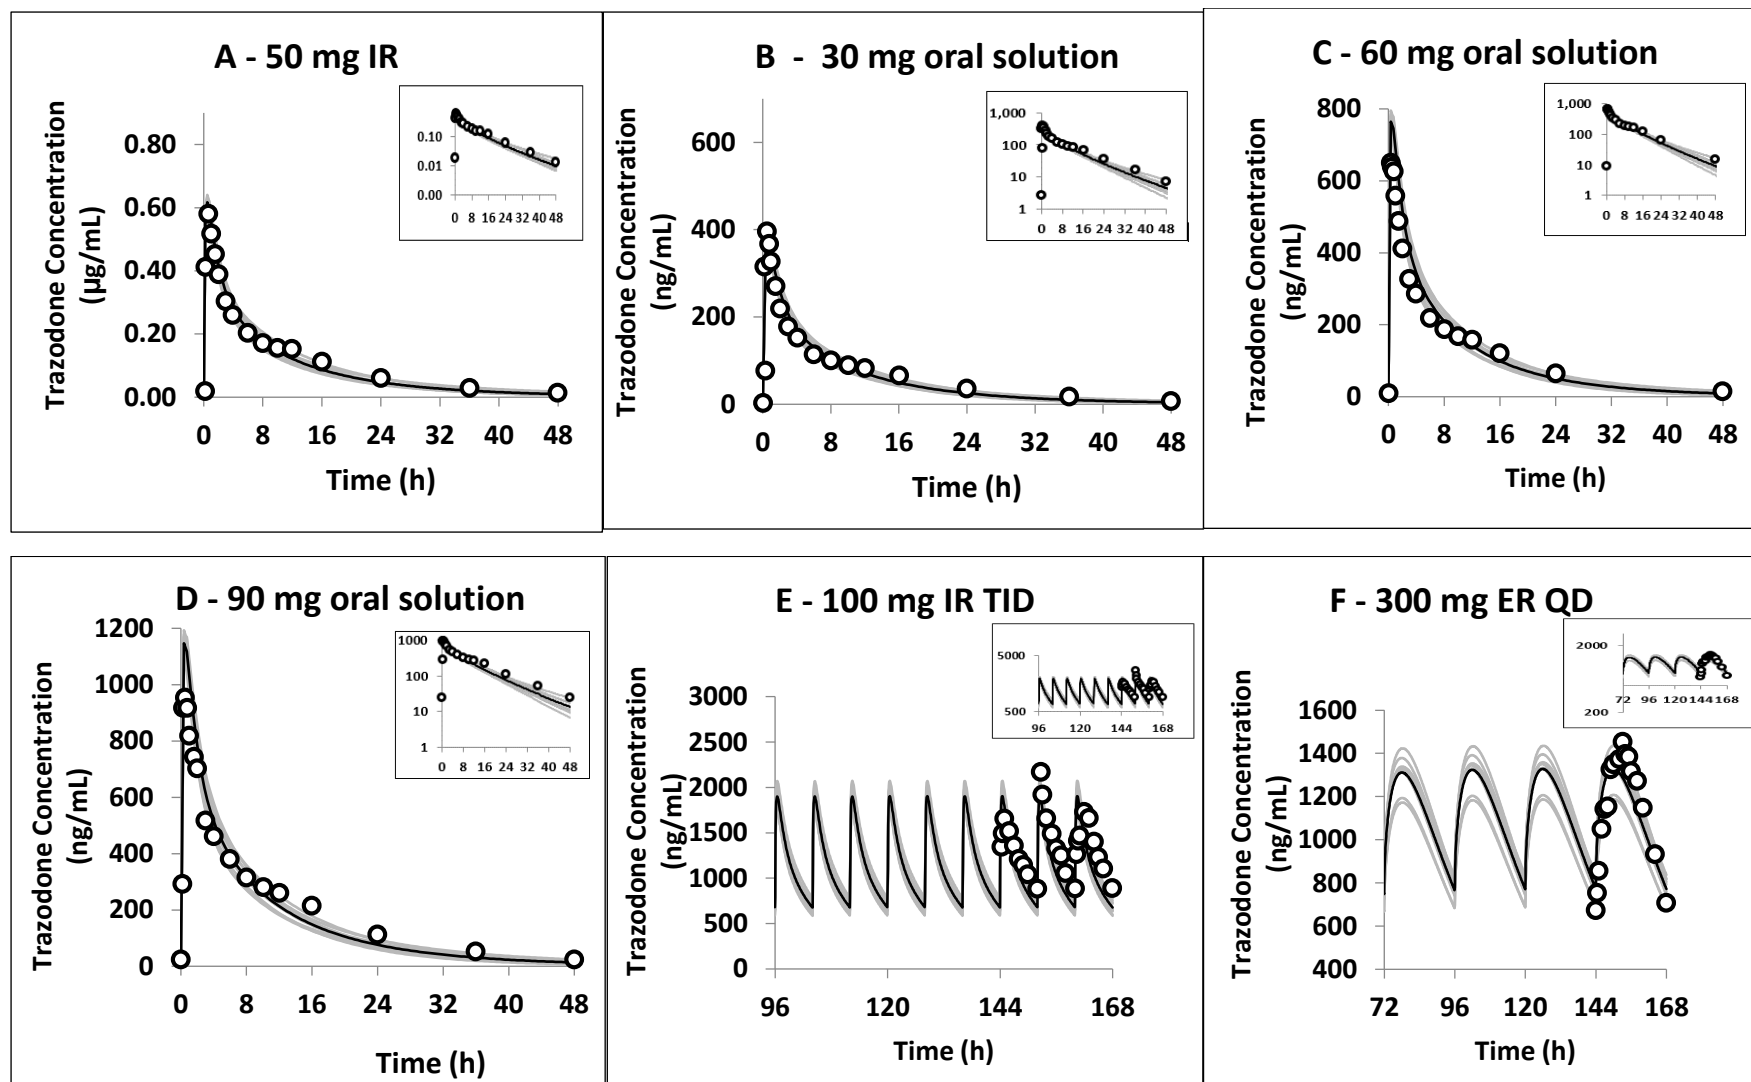 A - 50 mg IR
Trazodone Concentration
(µg/mL)
0.80
0.60
0.40
0.20
0.00
0 8 16 24 32 40 48
Time (h)
0.10
0.01
0.00
0 8 16 24 32 40 48
B - 30 mg oral solution
Trazodone Concentration
(ng/mL)
600
400
200
0
0 8 16 24 32 40 48
Time (h)
1,000
100
10
1
0 8 16 24 32 40 48
C - 60 mg oral solution
Trazodone Concentration
(ng/mL)
800
600
400
200
0
0 8 16 24 32 40 48
Time (h)
1,000
100
10
1
0 8 16 24 32 40 48
D - 90 mg oral solution
Trazodone Concentration
(ng/mL)
1200
1000
800
600
400
200
0
0 8 16 24 32 40 48
Time (h)
1000
100
10
1
0 8 16 24 32 40 48
E - 100 mg IR TID
Trazodone Concentration
(ng/mL)
3000
2500
2000
1500
1000
500
0
96 120 144 168
Time (h)
5000
500
96 120 144 168
F - 300 mg ER QD
Trazodone Concentration
(ng/mL)
1600
1400
1200
1000
800
600
400
72 96 120 144 168
Time (h)
2000
200
72 96 120 144 168